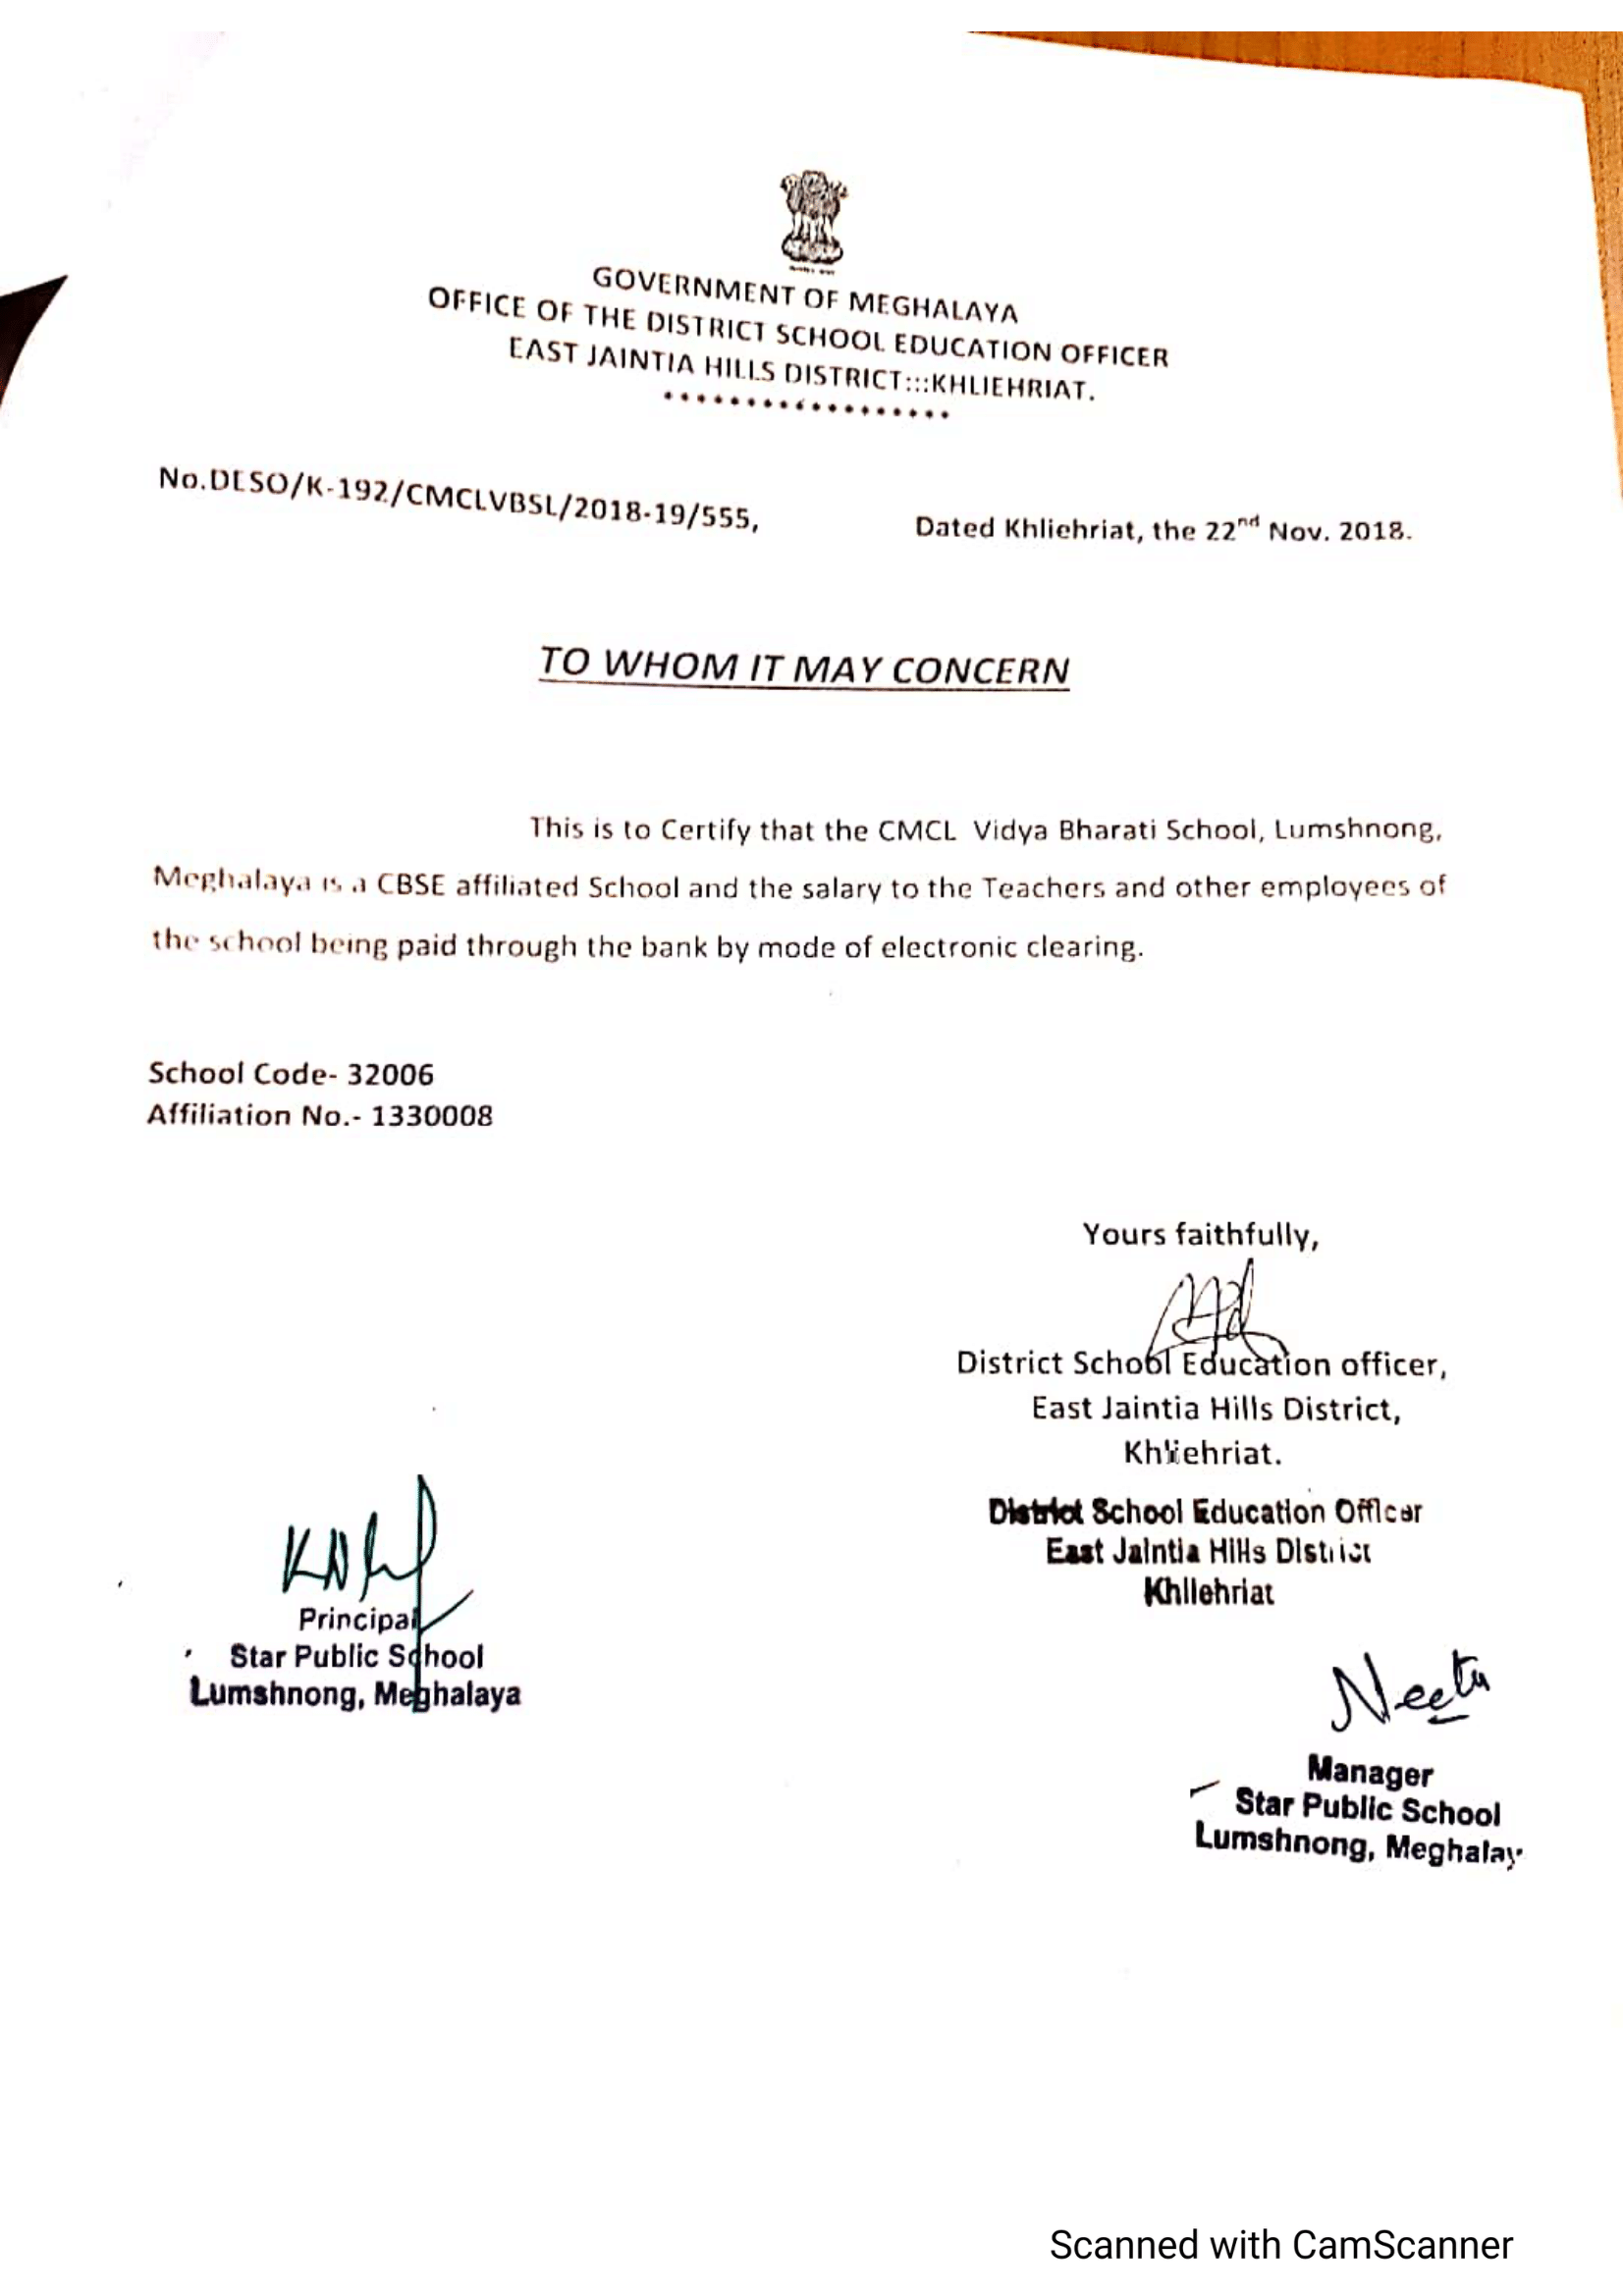 GOVERNMENT OF MEGHALAYA
OFFICE OF THE DISTRICT SCHOOL EDUCATION OFFICER
EAST JAINTIA HILLS DISTRICT:::KHLIEHRIAT.
No.DESO/K-192/CMCLVBSL/2018-19/555,
Dated Khliehriat, the 22nd Nov. 2018.
TO WHOM IT MAY CONCERN
This is to Certify that the CMCL Vidya Bharati School, Lumshnong,
Meghalaya is a CBSE affiliated School and the salary to the Teachers and other employees of
the school being paid through the bank by mode of electronic clearing.
School Code- 32006
Affiliation No.- 1330008
Yours faithfully,
District School Education officer,
East Jaintia Hills District,
Khliehriat.
District School Education Officer
East Jaintia Hills District
Khliehriat
Principal
Star Public School
Lumshnong, Meghalaya
Neetu
Manager
Star Public School
Lumshnong, Meghalay
Scanned with CamScanner